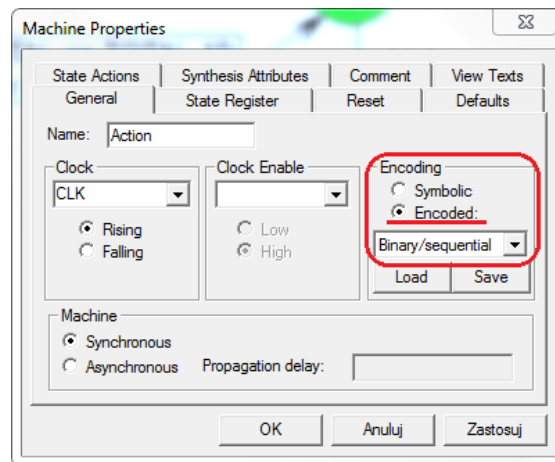 Machine Properties
State Actions
Synthesis Attributes
Comment
View Texts
General
State Register
Reset
Defaults
Name: Action
Clock
CLK
Rising
Falling
Clock Enable
Low
High
Encoding
Symbolic
Encoded:
Binary/sequential
Load
Save
Machine
Synchronous
Asynchronous
Propagation delay:
OK
Anuluj
Zastosuj